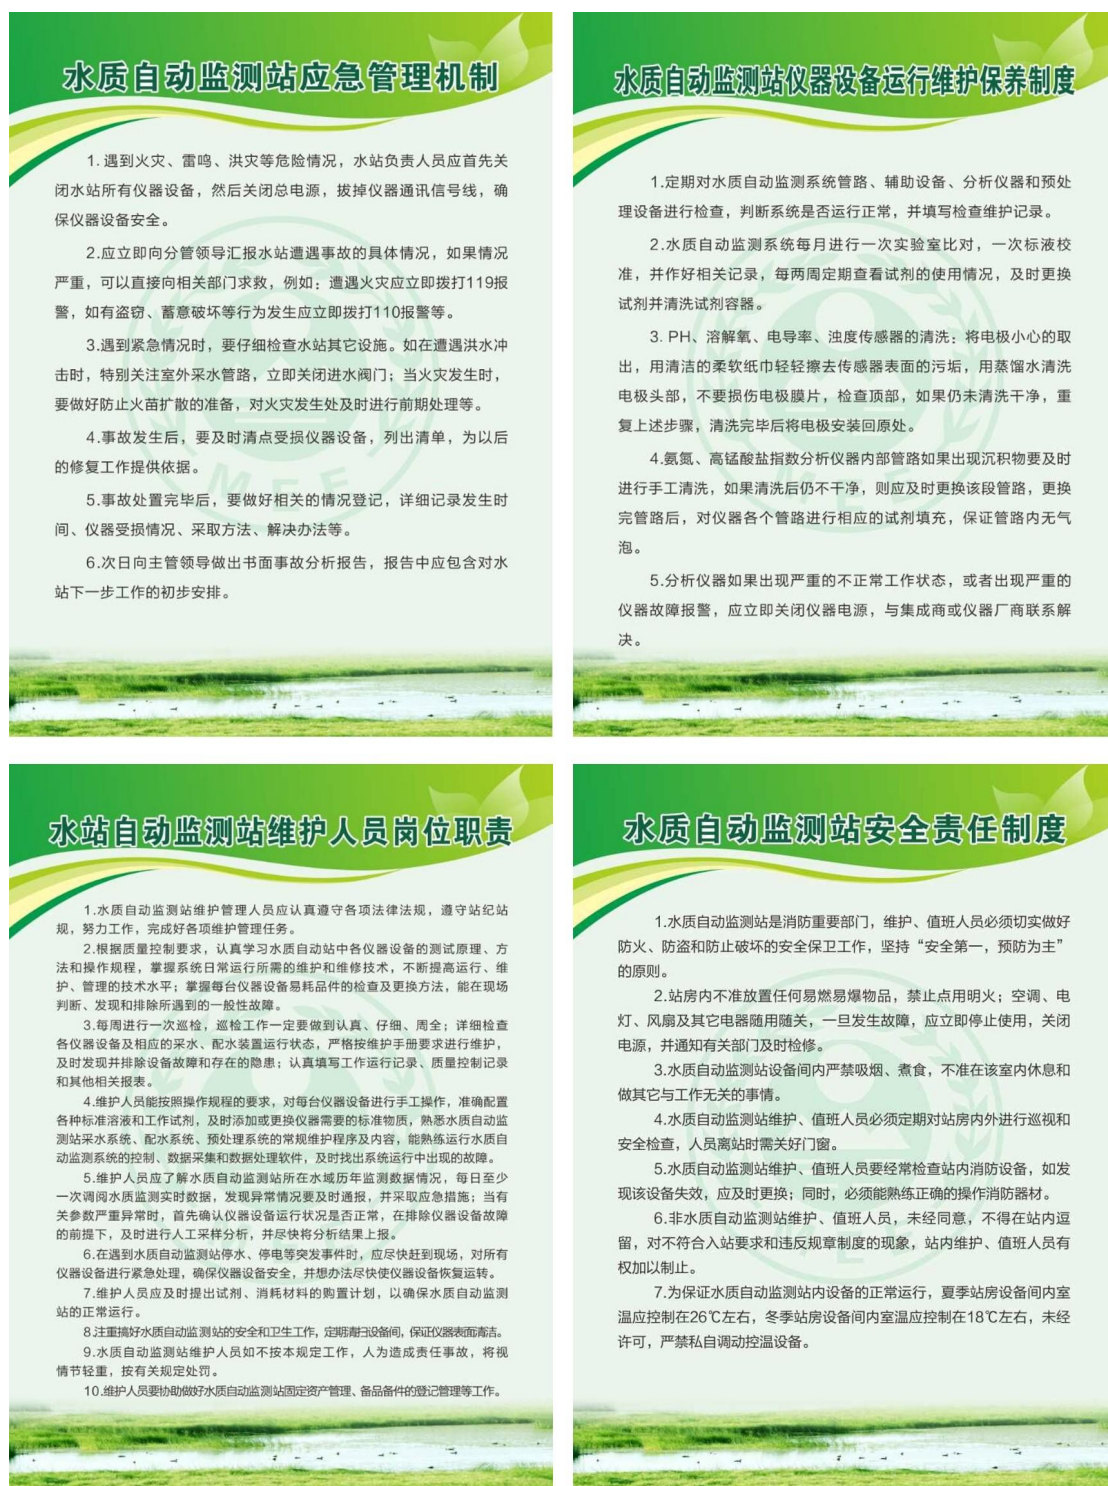 水质自动监测站应急管理机制
1. 遇到火灾、雷鸣、洪灾等危险情况，水站负责人员应首先关
闭水站所有仪器设备，然后关闭总电源，拔掉仪器通讯信号线，确
保仪器设备安全。
2.应立即向分管领导汇报水站遭遇事故的具体情况，如果情况
严重，可以直接向相关部门求救，例如：遭遇火灾应立即拨打119报
警，如有盗窃、蓄意破坏等行为发生应立即拨打110报警等。
3.遇到紧急情况时，要仔细检查水站其它设施。如在遭遇洪水冲
击时，特别关注室外采水管路，立即关闭进水阀门；当火灾发生时，
要做好防止火苗扩散的准备，对火灾发生处及时进行前期处理等。
4.事故发生后，要及时清点受损仪器设备，列出清单，为以后
的修复工作提供依据。
5.事故处置完毕后，要做好相关的情况登记，详细记录发生时
间、仪器受损情况、采取方法、解决办法等。
6.次日向主管领导做出书面事故分析报告，报告中应包含对水
站下一步工作的初步安排。
MEE
水质自动监测站仪器设备运行维护保养制度
1.定期对水质自动监测系统管路、辅助设备、分析仪器和预处
理设备进行检查，判断系统是否运行正常，并填写检查维护记录。
2.水质自动监测系统每月进行一次实验室比对，一次标液校
准，并作好相关记录，每两周定期查看试剂的使用情况，及时更换
试剂并清洗试剂容器。
3. PH、溶解氧、电导率、浊度传感器的清洗：将电极小心的取
出，用清洁的柔软纸巾轻轻擦去传感器表面的污垢，用蒸馏水清洗
电极头部，不要损伤电极膜片，检查顶部，如果仍未清洗干净，重
复上述步骤，清洗完毕后将电极安装回原处。
4.氨氮、高锰酸盐指数分析仪器内部管路如果出现沉积物要及时
进行手工清洗，如果清洗后仍不干净，则应及时更换该段管路，更换
完管路后，对仪器各个管路进行相应的试剂填充，保证管路内无气
泡。
5.分析仪器如果出现严重的不正常工作状态，或者出现严重的
仪器故障报警，应立即关闭仪器电源，与集成商或仪器厂商联系解
决。
MEE
水站自动监测站维护人员岗位职责
1.水质自动监测站维护管理人员应认真遵守各项法律法规，遵守站纪站
规，努力工作，完成好各项维护管理任务。
2.根据质量控制要求，认真学习水质自动站中各仪器设备的测试原理、方
法和操作规程，掌握系统日常运行所需的维护和维修技术，不断提高运行、维
护、管理的技术水平；掌握每台仪器设备易耗品件的检查及更换方法，能在现场
判断、发现和排除所遇到的一般性故障。
3.每周进行一次巡检，巡检工作一定要做到认真、仔细、周全；详细检查
各仪器设备及相应的采水、配水装置运行状态，严格按维护手册要求进行维护，
及时发现并排除设备故障和存在的隐患；认真填写工作运行记录、质量控制记录
和其他相关报表。
4.维护人员能按照操作规程的要求，对每台仪器设备进行手工操作，准确配置
各种标准溶液和工作试剂，及时添加或更换仪器需要的标准物质，熟悉水质自动监
测站采水系统、配水系统、预处理系统的常规维护程序及内容，能熟练运行水质自
动监测系统的控制、数据采集和数据处理软件，及时找出系统运行中出现的故障。
5.维护人员应了解水质自动监测站所在水域历年监测数据情况，每日至少
一次调阅水质监测实时数据，发现异常情况要及时通报，并采取应急措施；当有
关参数严重异常时，首先确认仪器设备运行状况是否正常，在排除仪器设备故障
的前提下，及时进行人工采样分析，并尽快将分析结果上报。
6.在遇到水质自动监测站停水、停电等突发事件时，应尽快赶到现场，对所有
仪器设备进行紧急处理，确保仪器设备安全，并想办法尽快使仪器设备恢复运转。
7.维护人员应及时提出试剂、消耗材料的购置计划，以确保水质自动监测
站的正常运行。
8.注重搞好水质自动监测站的安全和卫生工作，定期清扫设备间，保证仪器表面清洁。
9.水质自动监测站维护人员如不按本规定工作，人为造成责任事故，将视
情节轻重，按有关规定处罚。
10.维护人员要协助做好水质自动监测站固定资产管理、备品备件的登记管理等工作。
MEE
水质自动监测站安全责任制度
1.水质自动监测站是消防重要部门，维护、值班人员必须切实做好
防火、防盗和防止破坏的安全保卫工作，坚持“安全第一，预防为主”
的原则。
2.站房内不准放置任何易燃易爆物品，禁止点用明火；空调、电
灯、风扇及其它电器随用随关，一旦发生故障，应立即停止使用，关闭
电源，并通知有关部门及时检修。
3.水质自动监测站设备间内严禁吸烟、煮食，不准在该室内休息和
做其它与工作无关的事情。
4.水质自动监测站维护、值班人员必须定期对站房内外进行巡视和
安全检查，人员离站时需关好门窗。
5.水质自动监测站维护、值班人员要经常检查站内消防设备，如发
现该设备失效，应及时更换；同时，必须能熟练正确的操作消防器材。
6.非水质自动监测站维护、值班人员，未经同意，不得在站内逗
留，对不符合入站要求和违反规章制度的现象，站内维护、值班人员有
权加以制止。
7.为保证水质自动监测站内设备的正常运行，夏季站房设备间内室
温应控制在26℃左右，冬季站房设备间内室温应控制在18℃左右，未经
许可，严禁私自调动控温设备。
MEE